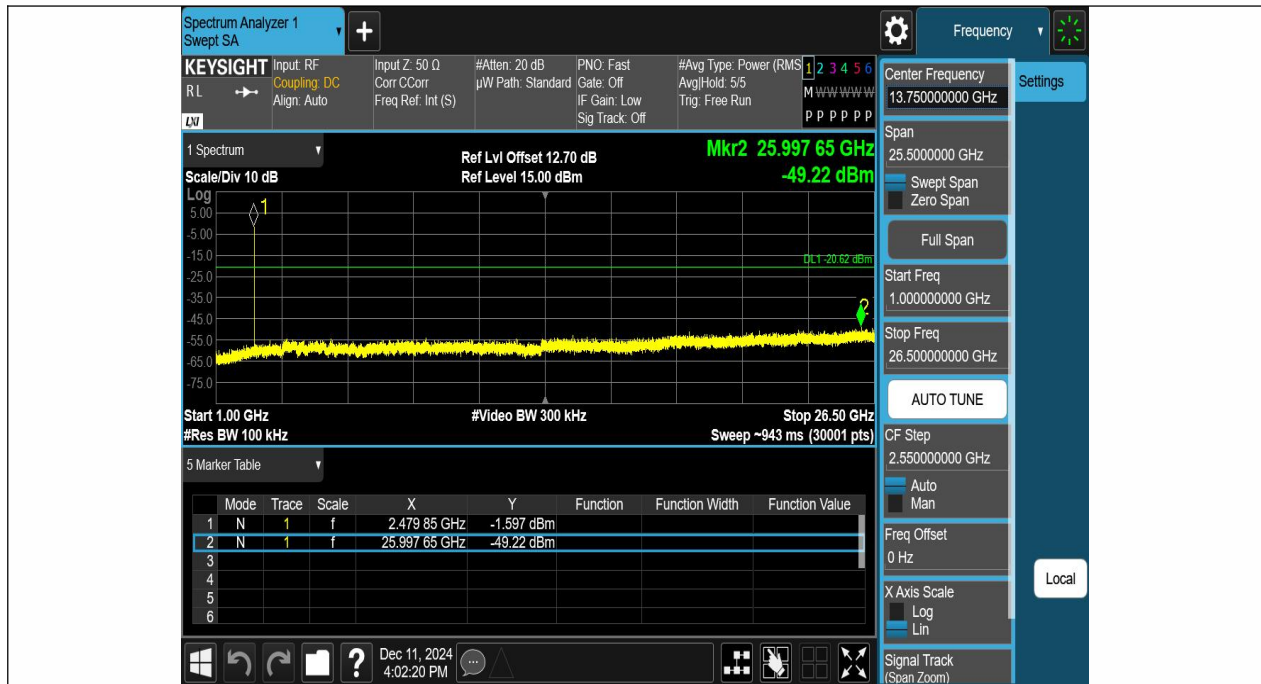 Spectrum Analyzer 1
Swept SA
+
Frequency
KEYSIGHT
R L
LXI
Input: RF
Coupling: DC
Align: Auto
Input Z: 50 Ω
Corr CCorr
Freq Ref: Int (S)
#Atten: 20 dB
µW Path: Standard
PNO: Fast
Gate: Off
IF Gain: Low
Sig Track: Off
#Avg Type: Power (RMS
Avg|Hold: 5/5
Trig: Free Run
1 2 3 4 5 6
M W W W W W
P P P P P P
1 Spectrum
Scale/Div 10 dB
Ref Lvl Offset 12.70 dB
Ref Level 15.00 dBm
Mkr2 25.997 65 GHz
-49.22 dBm
Log
5.00
-5.00
-15.0
-25.0
-35.0
-45.0
-55.0
-65.0
-75.0
1
DL1 -20.62 dBm
2
Start 1.00 GHz
#Res BW 100 kHz
#Video BW 300 kHz
Stop 26.50 GHz
Sweep ~943 ms (30001 pts)
5 Marker Table
Mode Trace Scale X Y Function Function Width Function Value
1 N 1 f 2.479 85 GHz -1.597 dBm
2 N 1 f 25.997 65 GHz -49.22 dBm
3
4
5
6
?
Dec 11, 2024
4:02:20 PM
Center Frequency
13.75000000 GHz
Span
25.5000000 GHz
Swept Span
Zero Span
Full Span
Start Freq
1.000000000 GHz
Stop Freq
26.500000000 GHz
AUTO TUNE
CF Step
2.550000000 GHz
Auto
Man
Freq Offset
0 Hz
X Axis Scale
Log
Lin
Signal Track
(Span Zoom)
Settings
Local